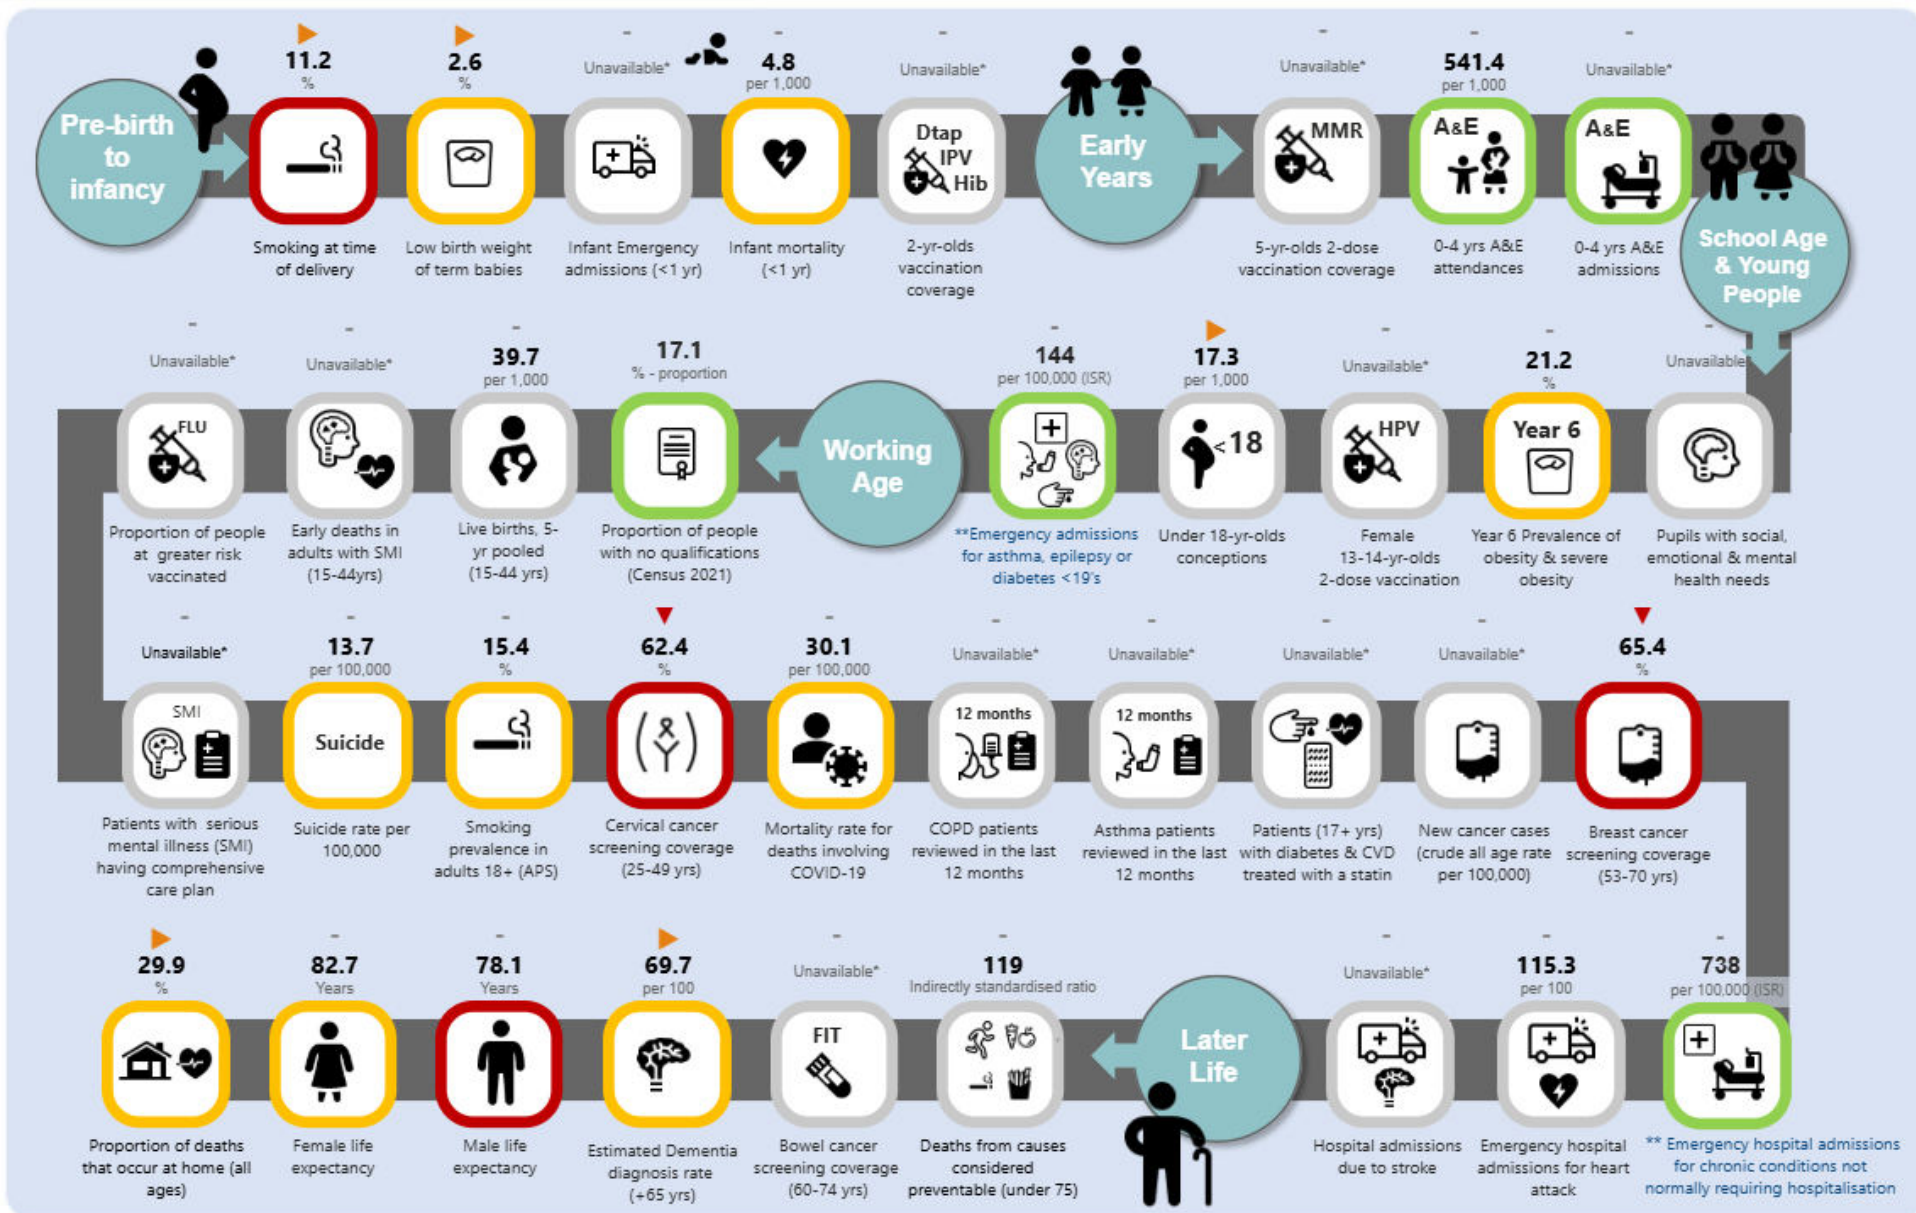 Pre-birth
to
infancy
11.2
%
Smoking at time
of delivery
2.6
%
Low birth weight
of term babies
-
Unavailable*
Infant Emergency
admissions (<1 yr)
-
4.8
per 1,000
Infant mortality
(<1 yr)
-
Unavailable*
Dtap
IPV
Hib
2-yr-olds
vaccination
coverage
Early
Years
-
Unavailable*
MMR
5-yr-olds 2-dose
vaccination coverage
-
541.4
per 1,000
A&E
0-4 yrs A&E
attendances
-
Unavailable*
A&E
0-4 yrs A&E
admissions
School Age
& Young
People
-
Unavailable
Pupils with social,
emotional & mental
health needs
-
21.2
%
Year 6
Year 6 Prevalence of
obesity & severe
obesity
-
Unavailable*
HPV
Female
13-14-yr-olds
2-dose vaccination
17.3
per 1,000
<18
Under 18-yr-olds
conceptions
-
144
per 100,000 (ISR)
**Emergency admissions
for asthma, epilepsy or
diabetes <19's
Working
Age
17.1
% - proportion
Proportion of people
with no qualifications
(Census 2021)
-
39.7
per 1,000
Live births, 5-
yr pooled
(15-44 yrs)
-
Unavailable*
Early deaths in
adults with SMI
(15-44yrs)
-
Unavailable*
FLU
Proportion of people
at greater risk
vaccinated
-
Unavailable*
SMI
Patients with serious
mental illness (SMI)
having comprehensive
care plan
-
13.7
per 100,000
Suicide
Suicide rate per
100,000
-
15.4
%
Smoking
prevalence in
adults 18+ (APS)
62.4
%
Cervical cancer
screening coverage
(25-49 yrs)
-
30.1
per 100,000
Mortality rate for
deaths involving
COVID-19
-
Unavailable*
12 months
COPD patients
reviewed in the last
12 months
-
Unavailable*
12 months
Asthma patients
reviewed in the last
12 months
-
Unavailable*
Patients (17+ yrs)
with diabetes & CVD
treated with a statin
-
Unavailable*
New cancer cases
(crude all age rate
per 100,000)
65.4
%
Breast cancer
screening coverage
(53-70 yrs)
-
738
per 100,000 (ISR)
** Emergency hospital admissions
for chronic conditions not
normally requiring hospitalisation
-
115.3
per 100
Emergency hospital
admissions for heart
attack
-
Unavailable*
Hospital admissions
due to stroke
Later
Life
-
119
Indirectly standardised ratio
Deaths from causes
considered
preventable (under 75)
-
Unavailable*
FIT
Bowel cancer
screening coverage
(60-74 yrs)
69.7
per 100
Estimated Dementia
diagnosis rate
(+65 yrs)
-
78.1
Years
Male life
expectancy
-
82.7
Years
Female life
expectancy
29.9
%
Proportion of deaths
that occur at home (all
ages)